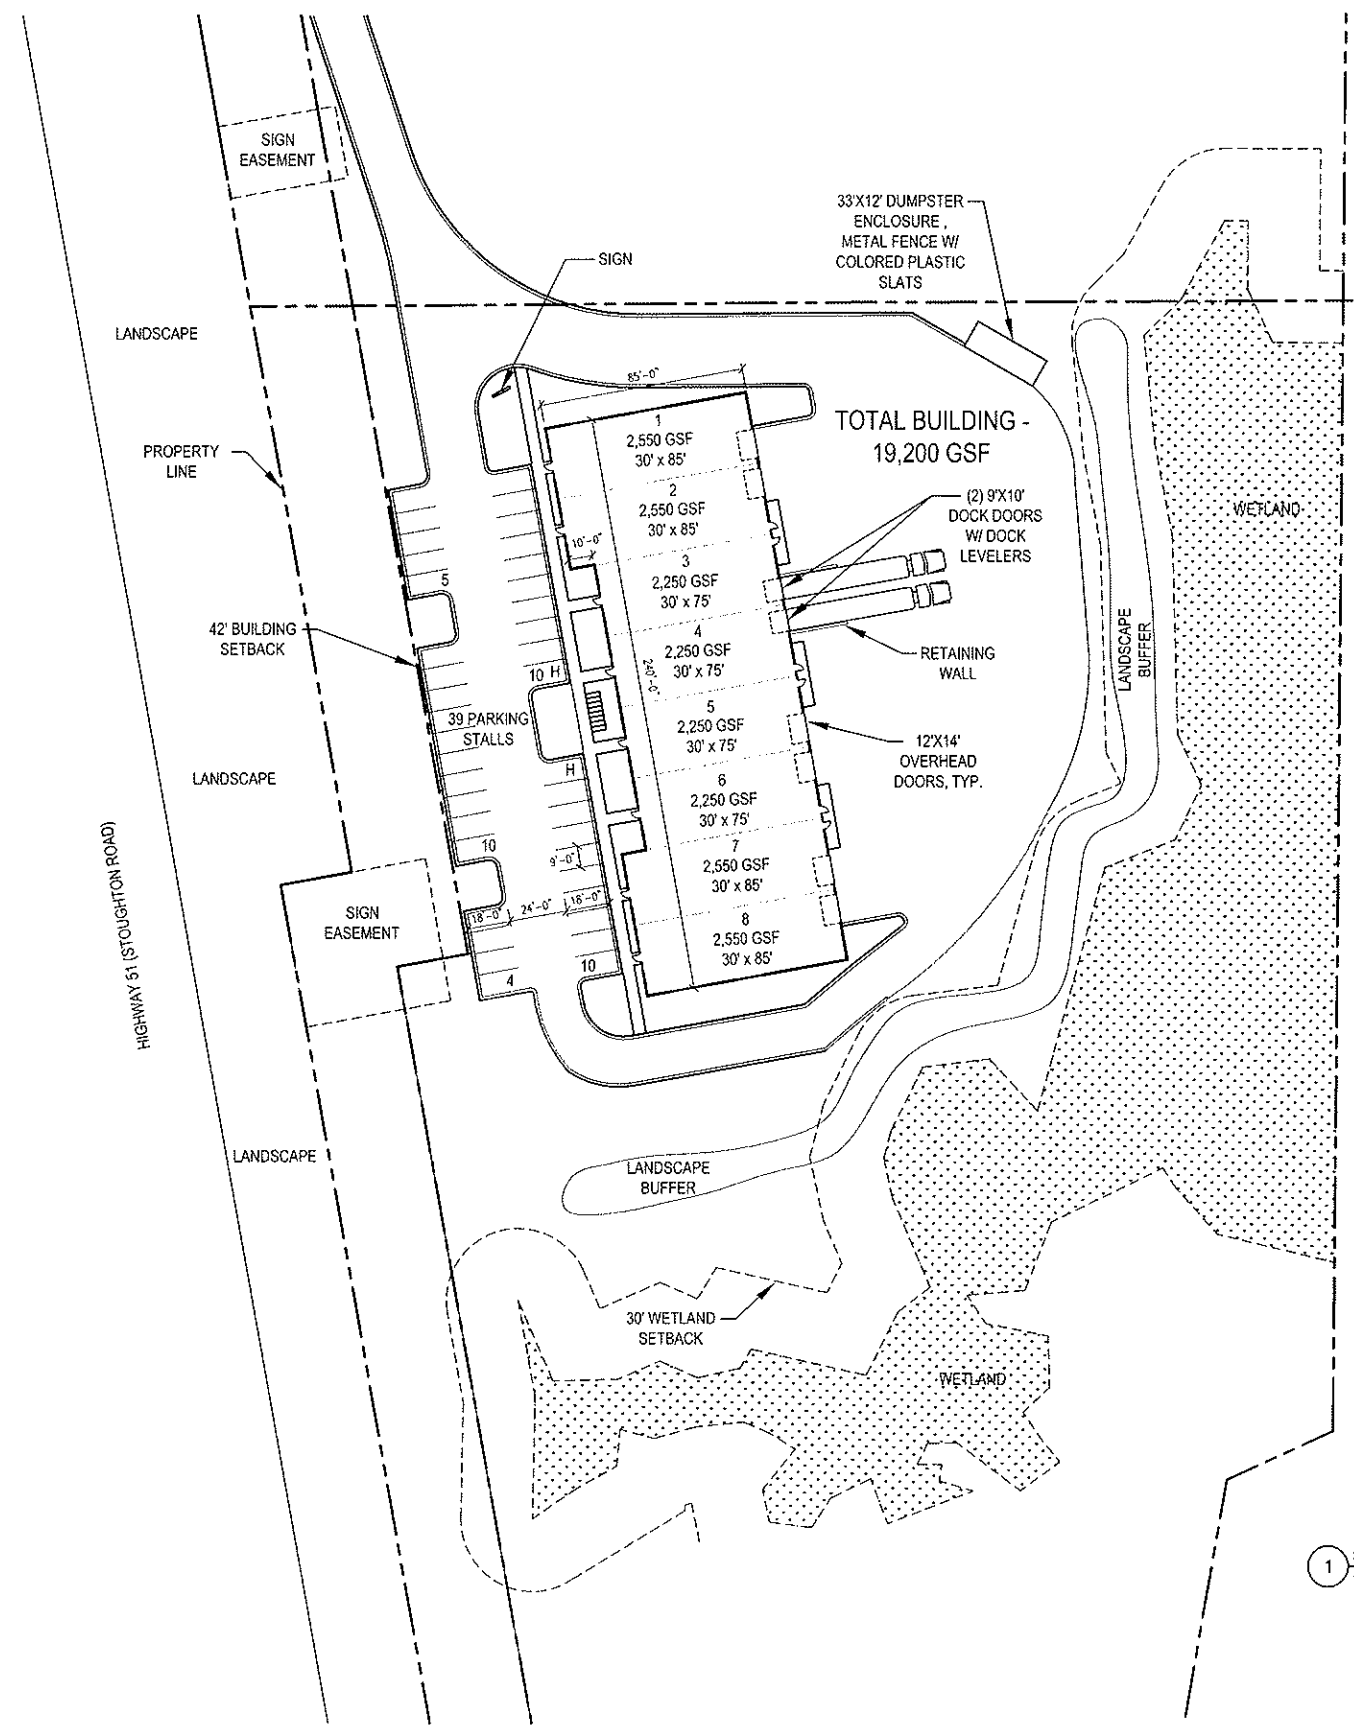 SIGN
EASEMENT
33'X12' DUMPSTER
ENCLOSURE ,
METAL FENCE W/
COLORED PLASTIC
SLATS
SIGN
LANDSCAPE
85'-0"
PROPERTY
LINE
TOTAL BUILDING -
19,200 GSF
1
2,550 GSF
30' x 85'
2
2,550 GSF
30' x 85'
(2) 9'X10'
DOCK DOORS
W/ DOCK
LEVELERS
WETLAND
10'-0"
3
2,250 GSF
30' x 75'
5
42' BUILDING
SETBACK
4
2,250 GSF
30' x 75'
240'-0"
RETAINING
WALL
LANDSCAPE
BUFFER
10 H
39 PARKING
STALLS
5
2,250 GSF
30' x 75'
12'X14'
OVERHEAD
DOORS, TYP.
LANDSCAPE
H
6
2,250 GSF
30' x 75'
HIGHWAY 51 (STOUGHTON ROAD)
10
9'-0"
7
2,550 GSF
30' x 85'
SIGN
EASEMENT
18'-0"
24'-0"
18'-0"
8
2,550 GSF
30' x 85'
4
10
LANDSCAPE
LANDSCAPE
BUFFER
30' WETLAND
SETBACK
WETLAND
1